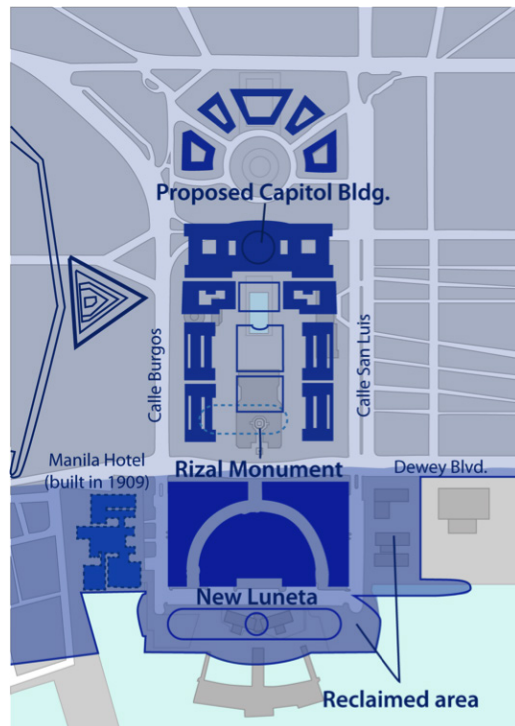 Proposed Capitol Bldg.
Calle Burgos
Calle San Luis
Manila Hotel
(built in 1909)
Rizal Monument
Dewey Blvd.
New Luneta
Reclaimed area